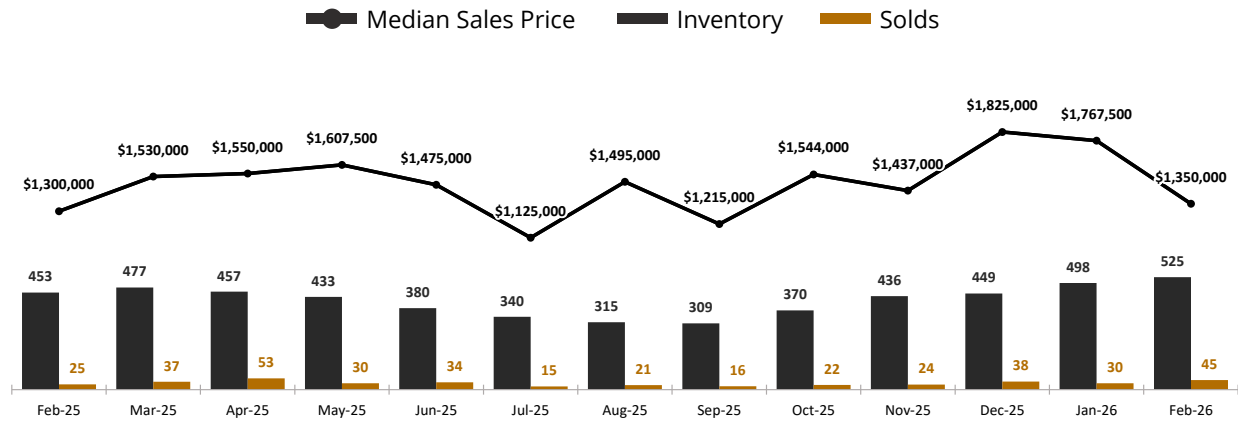 Median Sales Price Inventory Solds
$1,300,000 $1,530,000 $1,550,000 $1,607,500 $1,475,000 $1,125,000 $1,495,000 $1,215,000 $1,544,000 $1,437,000 $1,825,000 $1,767,500 $1,350,000
453 477 457 433 380 340 315 309 370 436 449 498 525
25 37 53 30 34 15 21 16 22 24 38 30 45
Feb-25 Mar-25 Apr-25 May-25 Jun-25 Jul-25 Aug-25 Sep-25 Oct-25 Nov-25 Dec-25 Jan-26 Feb-26